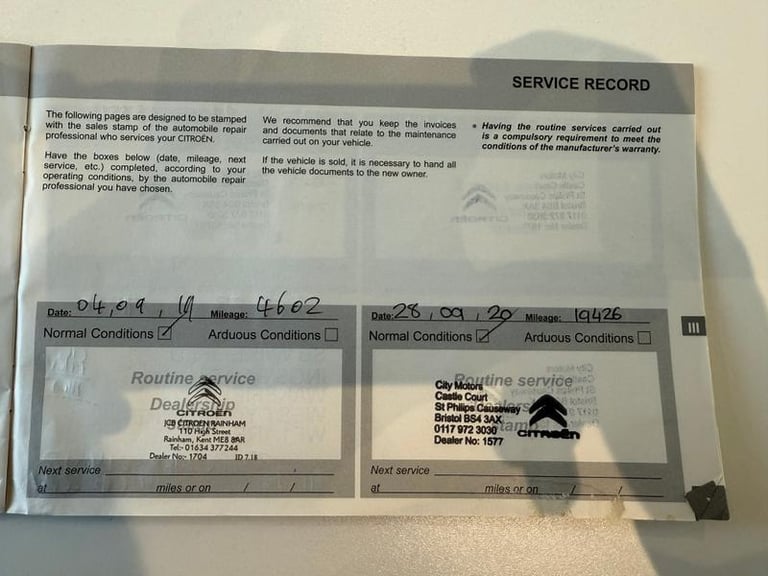 SERVICE RECORD
The following pages are designed to be stamped
with the sales stamp of the automobile repair
professional who services your CITROËN.
Have the boxes below (date, mileage, next
service, etc.) completed, according to your
operating conditions, by the automobile repair
professional you have chosen.
We recommend that you keep the invoices
and documents that relate to the maintenance
carried out on your vehicle.
If the vehicle is sold, it is necessary to hand all
the vehicle documents to the new owner.
* Having the routine services carried out
is a compulsory requirement to meet the
conditions of the manufacturer's warranty.
Date: 04,09,19 Mileage: 4602
Normal Conditions ☑ Arduous Conditions ☐
Routine service
Dealership
CITROËN
JCB CITROEN RAINHAM
110 High Street
Rainham, Kent ME8 8AR
Tel:- 01634 377244
Dealer No:- 1704 ID 7.18
Next service
at miles or on / /
Date: 28,09,20 Mileage: 19426
Normal Conditions ☑ Arduous Conditions ☐
Routine service
City Motors
Castle Court
St Philips Causeway
Bristol BS4 3AX
0117 972 3030
Dealer No: 1577
CITROËN
Next service
at miles or on / /
III